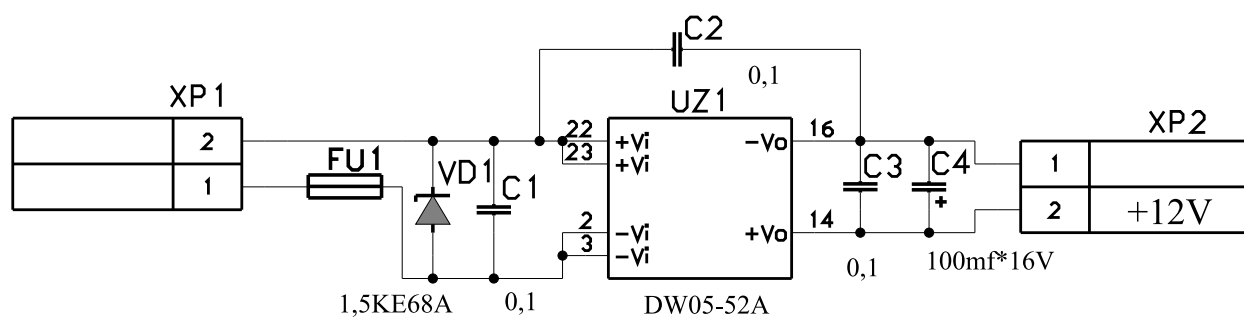 C2
0,1
XP1
2
1
FU1
VD1
C1
1,5KE68A
0,1
UZ1
22
+Vi
23
+Vi
2
-Vi
3
-Vi
16
-Vo
14
+Vo
DW05-52A
C3
0,1
C4
+
100mf*16V
XP2
1
2
+12V